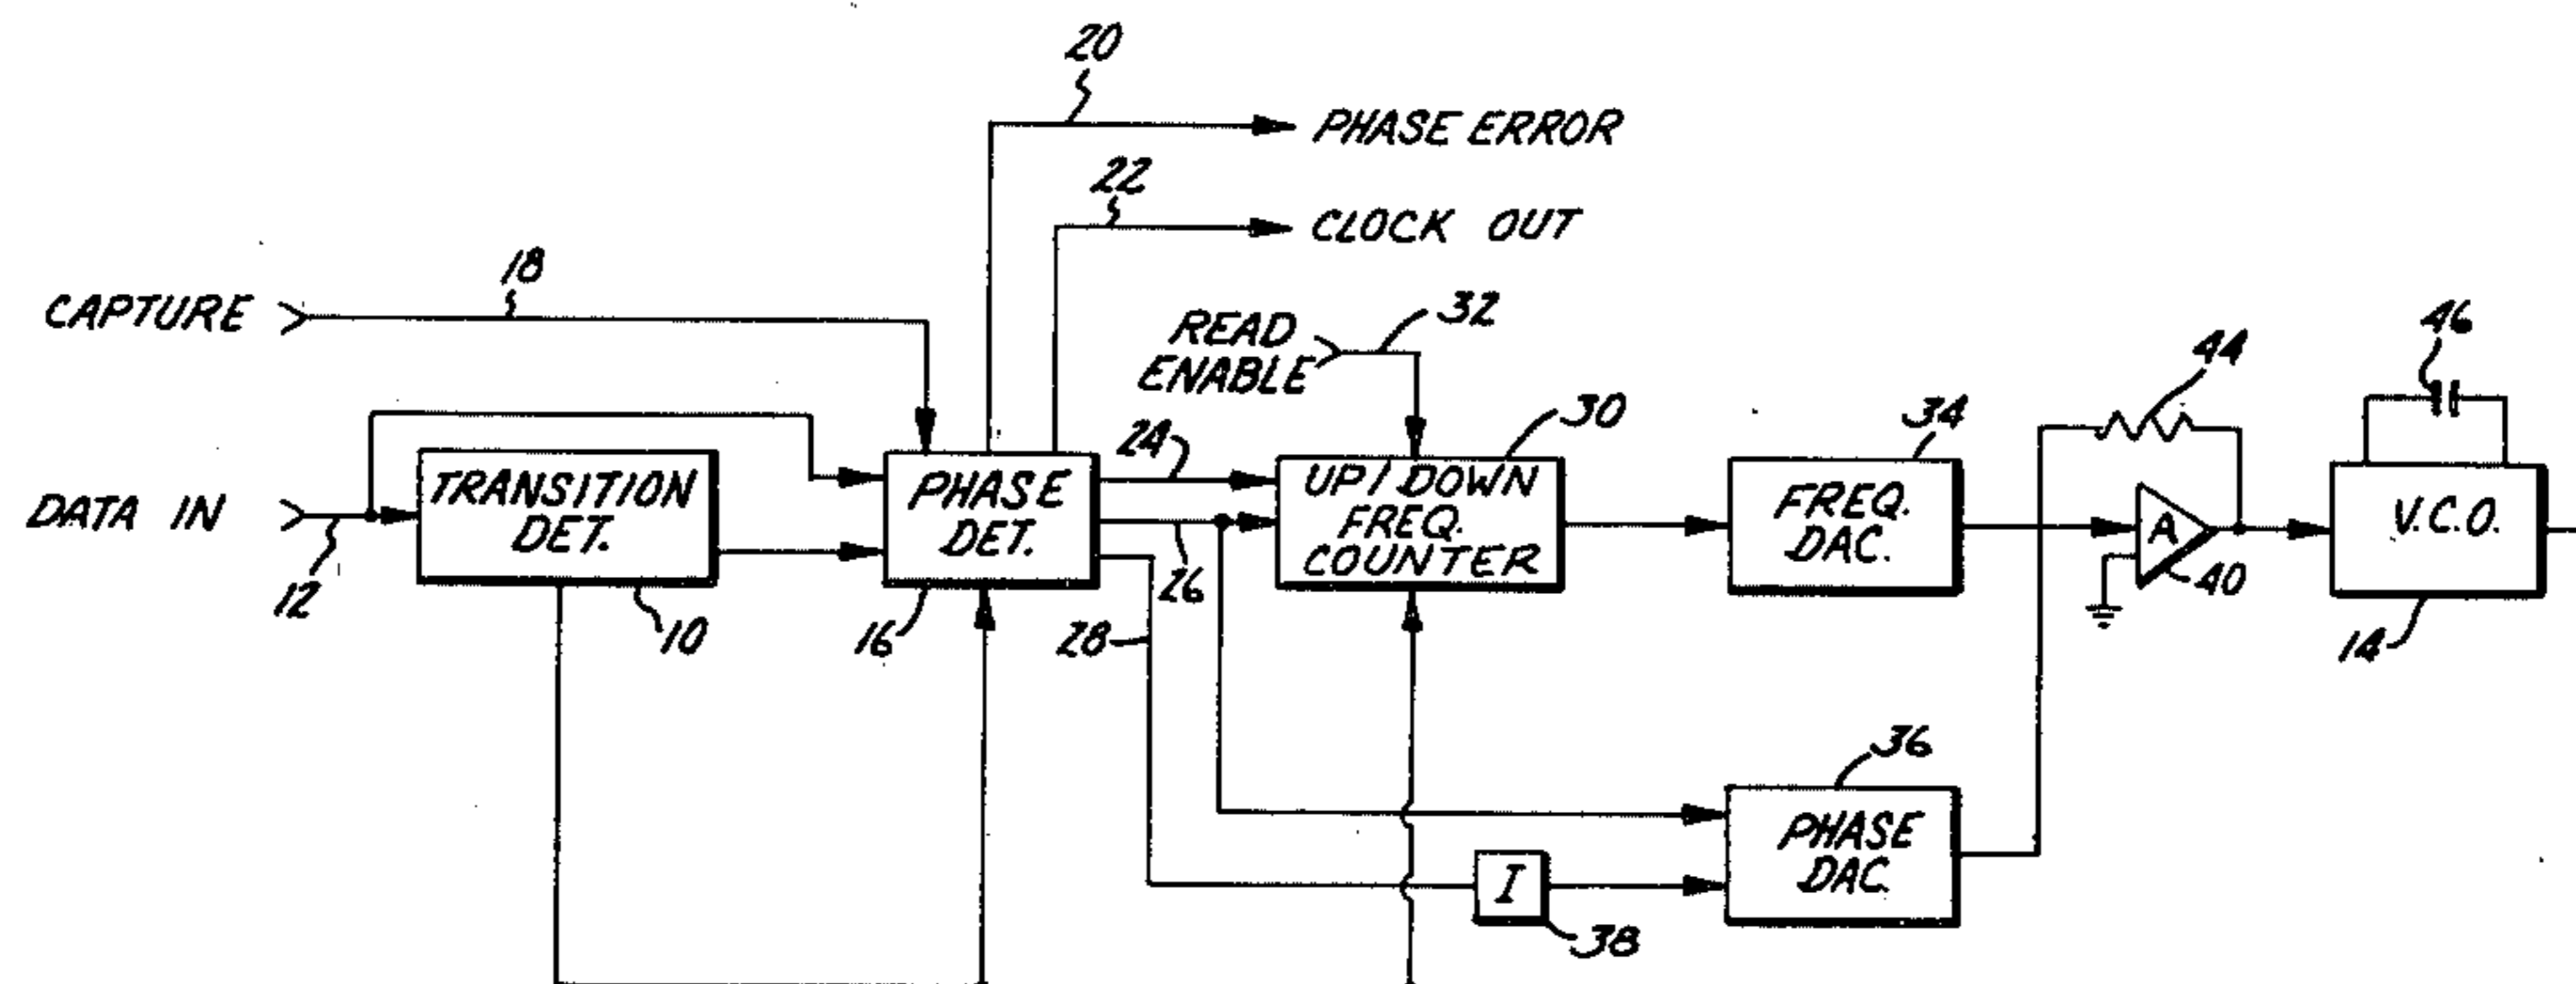 20
PHASE ERROR
22
CLOCK OUT
18
CAPTURE
READ
ENABLE
32
46
44
30
34
24
DATA IN
12
TRANSITION
DET.
10
PHASE
DET.
16
26
28
UP/DOWN
FREQ.
COUNTER
FREQ.
DAC.
A
40
V.C.O.
14
36
PHASE
DAC.
I
38